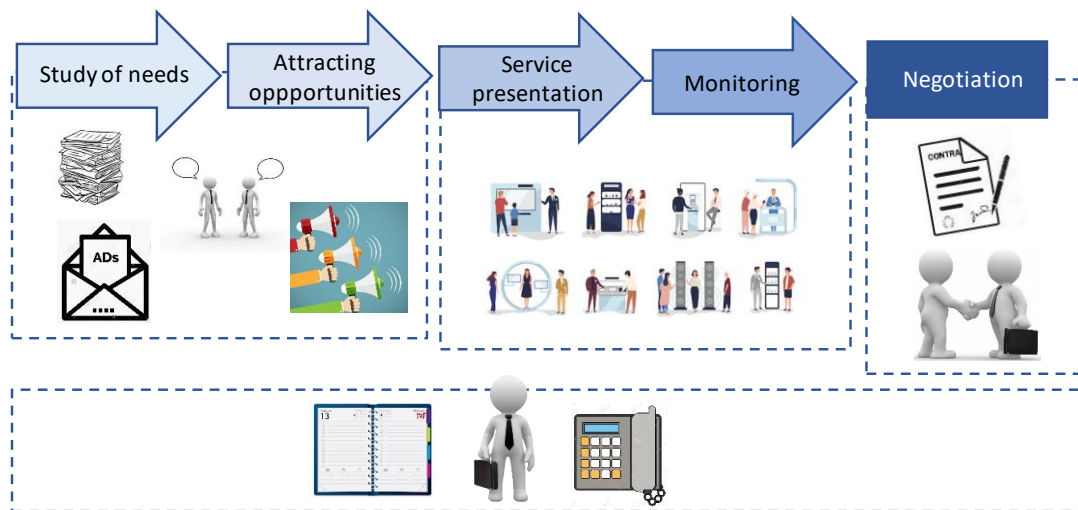 Study of needs
Attracting
oppportunities
Service
presentation
Monitoring
Negotiation
CONTRA
ADs
13